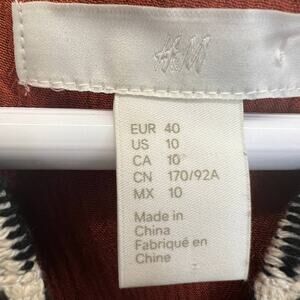 H&M
EUR 40
US 10
CA 10
CN 170/92A
MX 10
Made in
China
Fabriqué en
Chine